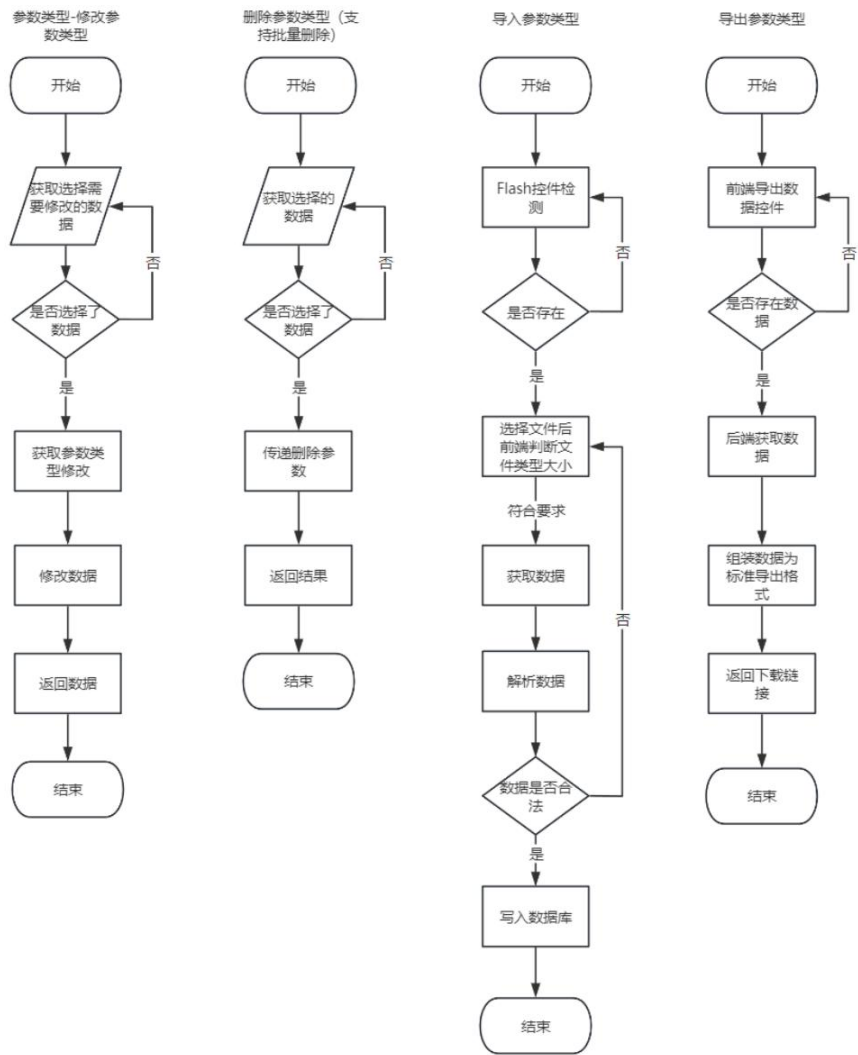 参数类型-修改参
数类型
开始
获取选择需
要修改的数
据
否
是否选择了
数据
是
获取参数类
型修改
修改数据
返回数据
结束
删除参数类型（支
持批量删除）
开始
获取选择的
数据
否
是否选择了
数据
是
传递删除参
数
返回结果
结束
导入参数类型
开始
Flash控件检
测
否
是否存在
是
选择文件后
前端判断文
件类型大小
符合要求
获取数据
否
解析数据
数据是否合
法
是
写入数据库
结束
导出参数类型
开始
前端导出数
据控件
否
是否存在数
据
是
后端获取数
据
组装数据为
标准导出格
式
返回下载链
接
结束